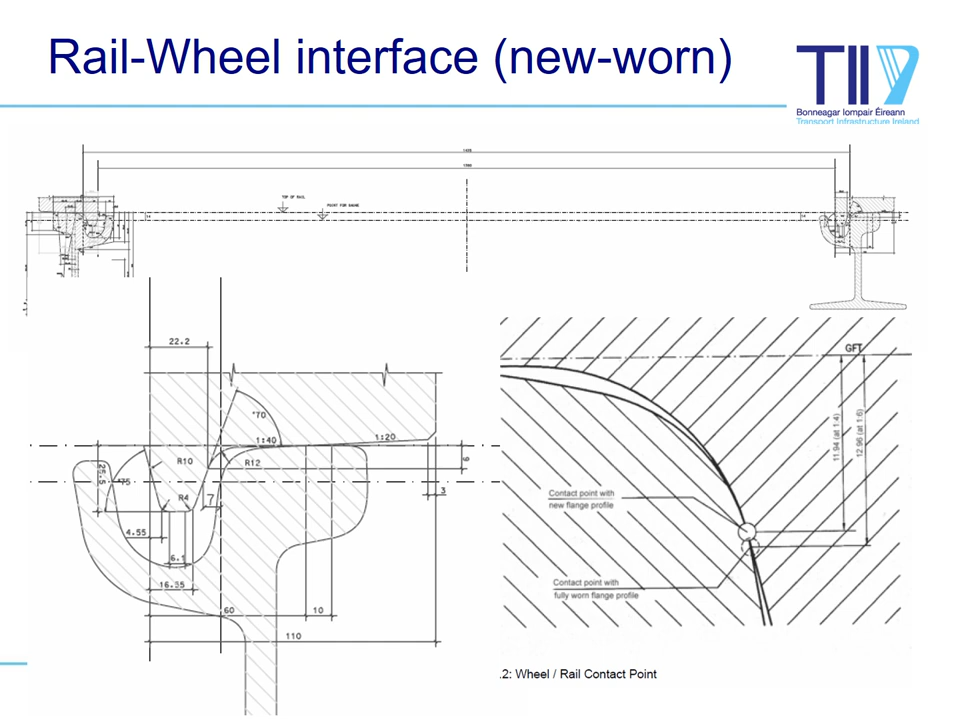 Rail-Wheel interface (new-worn)
TII
Bonneagar Iompair Éireann
Transport Infrastructure Ireland
TOP OF RAIL
POINT FOR GAUGE
22.2
°70
1:40
1:20
R10
R12
25.5
°75
R4
7
9
3
4.55
6.1
16.55
60
10
110
GFT
11.94 (at 1:4)
12.96 (at 1:6)
Contact point with
new flange profile
Contact point with
fully worn flange profile
.2: Wheel / Rail Contact Point